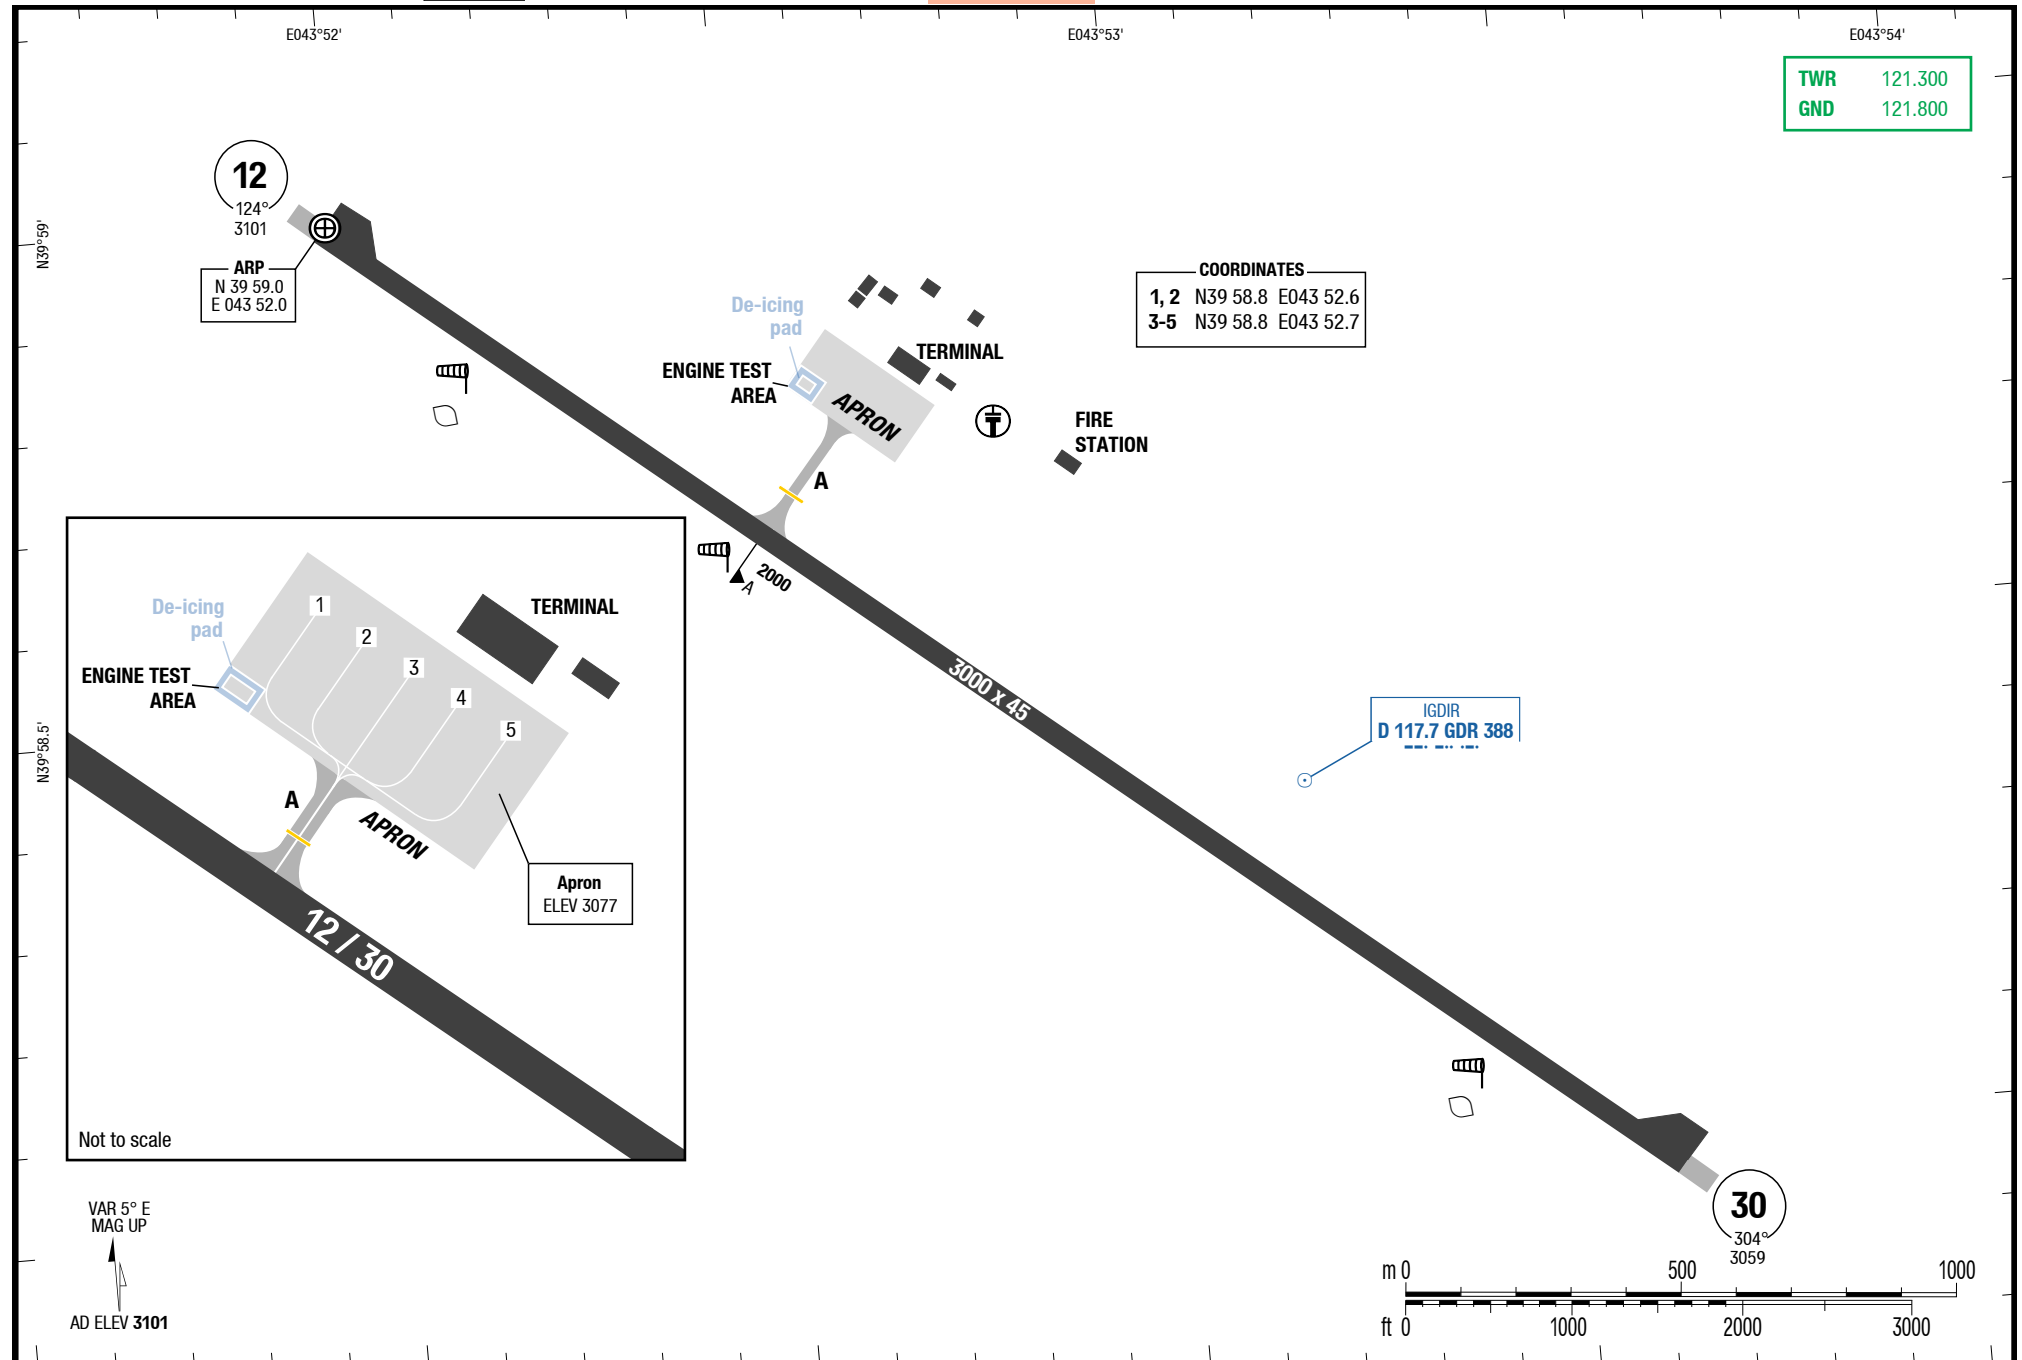 E043°52'
E043°53'
E043°54'
TWR 121.300
GND 121.800
12
124°
3101
N39°59'
ARP
N 39 59.0
E 043 52.0
COORDINATES
1, 2 N39 58.8 E043 52.6
3-5 N39 58.8 E043 52.7
De-icing
pad
TERMINAL
ENGINE TEST
AREA
APRON
FIRE
STATION
A
2000
A
3000 x 45
De-icing
pad
TERMINAL
ENGINE TEST
AREA
1
2
3
4
5
A
APRON
Apron
ELEV 3077
12 / 30
Not to scale
N39°58.5'
IGDIR
D 117.7 GDR 388
30
304°
3059
VAR 5° E
MAG UP
AD ELEV 3101
m 0 500 1000
ft 0 1000 2000 3000